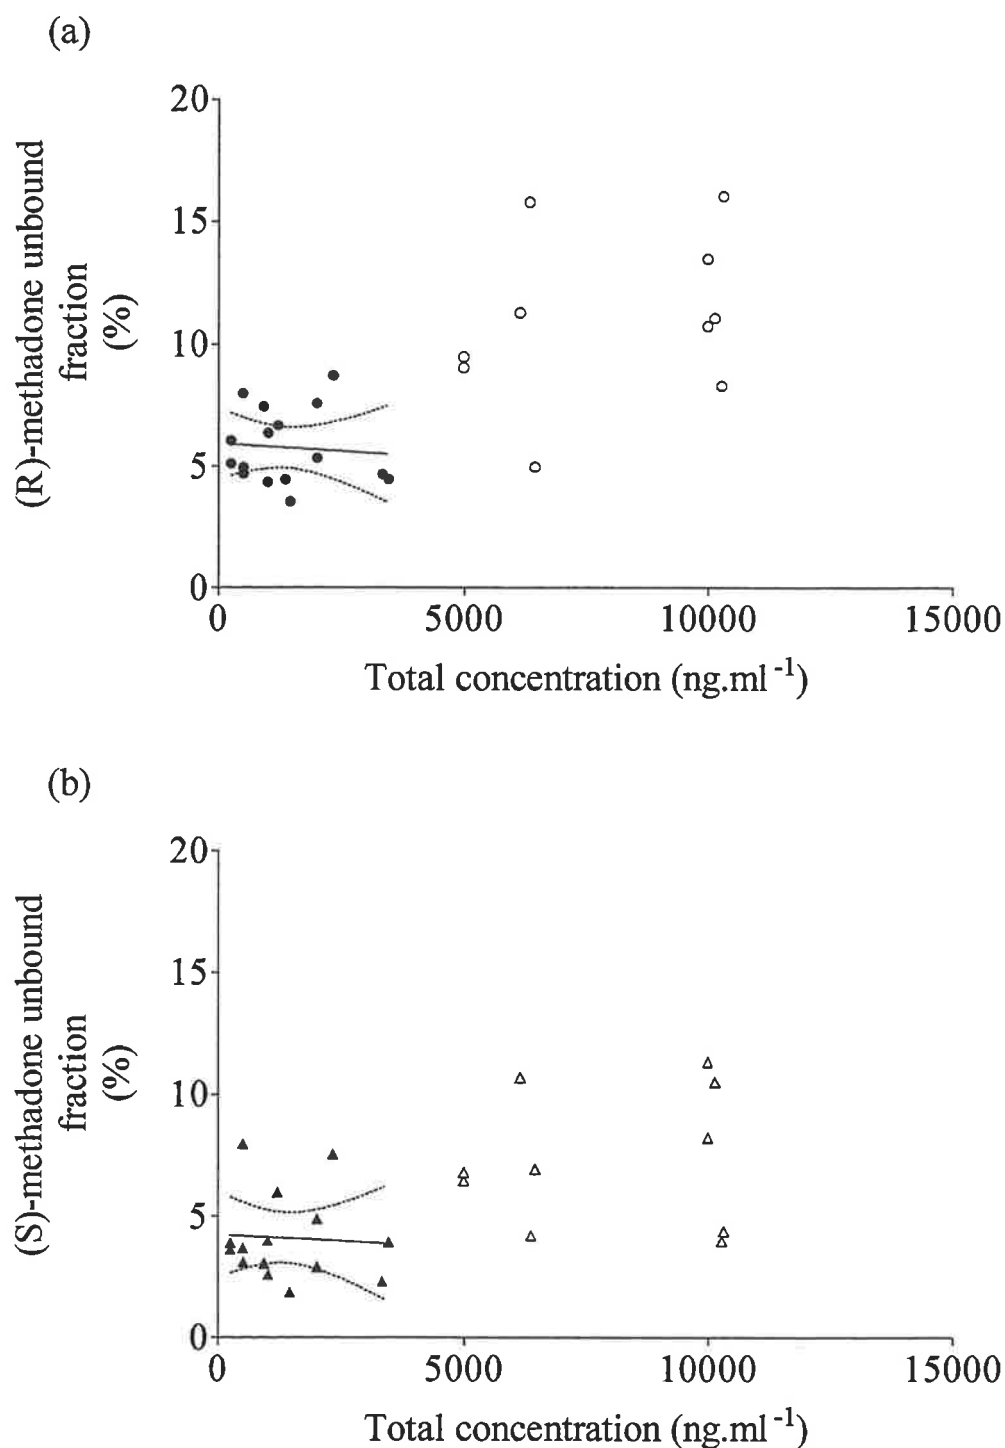 (a)
20
15
10
5
0
(R)-methadone unbound
fraction
(%)
0 5000 10000 15000
Total concentration (ng.ml⁻¹)
(b)
20
15
10
5
0
(S)-methadone unbound
fraction
(%)
0 5000 10000 15000
Total concentration (ng.ml⁻¹)